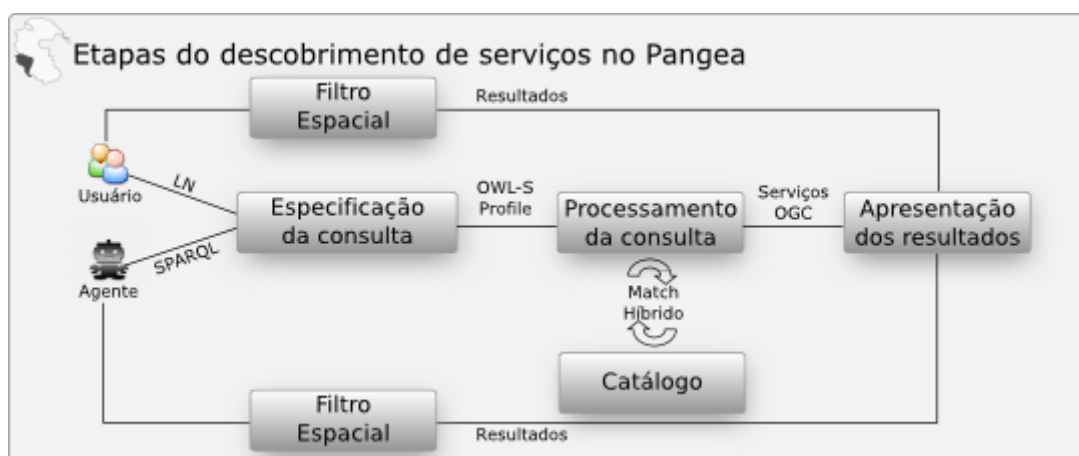 Etapas do descobrimento de serviços no Pangea
Filtro
Espacial
Resultados
Usuário
LN
Especificação
da consulta
OWL-S
Profile
Processamento
da consulta
Serviços
OGC
Apresentação
dos resultados
SPARQL
Agente
Match
Híbrido
Catálogo
Filtro
Espacial
Resultados